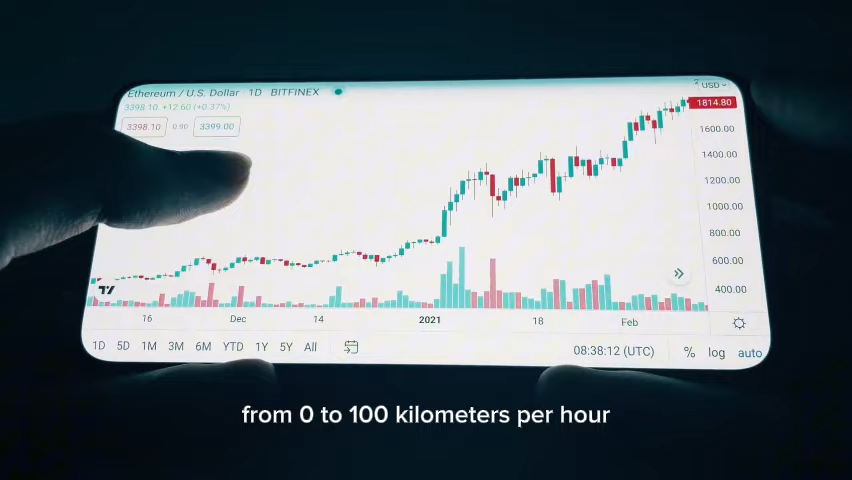 Ethereum / U.S. Dollar · 1D · BITFINEX
USD
3398.10 +12.60 (+0.37%)
1814.80
3398.10 0.90 3399.00
1600.00
1400.00
1200.00
1000.00
800.00
600.00
400.00
16 Dec 14 2021 18 Feb
1D 5D 1M 3M 6M YTD 1Y 5Y All 08:38:12 (UTC) % log auto
from 0 to 100 kilometers per hour